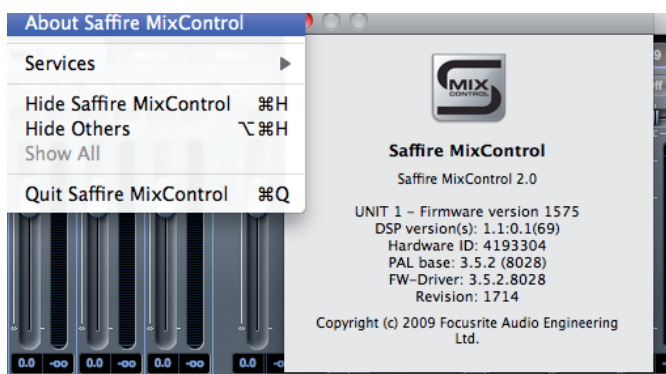 About Saffire MixControl
Services
Hide Saffire MixControl ⌘H
Hide Others ⌥⌘H
Show All
Quit Saffire MixControl ⌘Q
MIX
CONTROL
Saffire MixControl
Saffire MixControl 2.0
UNIT 1 – Firmware version 1575
DSP version(s): 1.1:0.1(69)
Hardware ID: 4193304
PAL base: 3.5.2 (8028)
FW-Driver: 3.5.2.8028
Revision: 1714
Copyright (c) 2009 Focusrite Audio Engineering
Ltd.
0.0 -oo 0.0 -oo 0.0 -oo 0.0